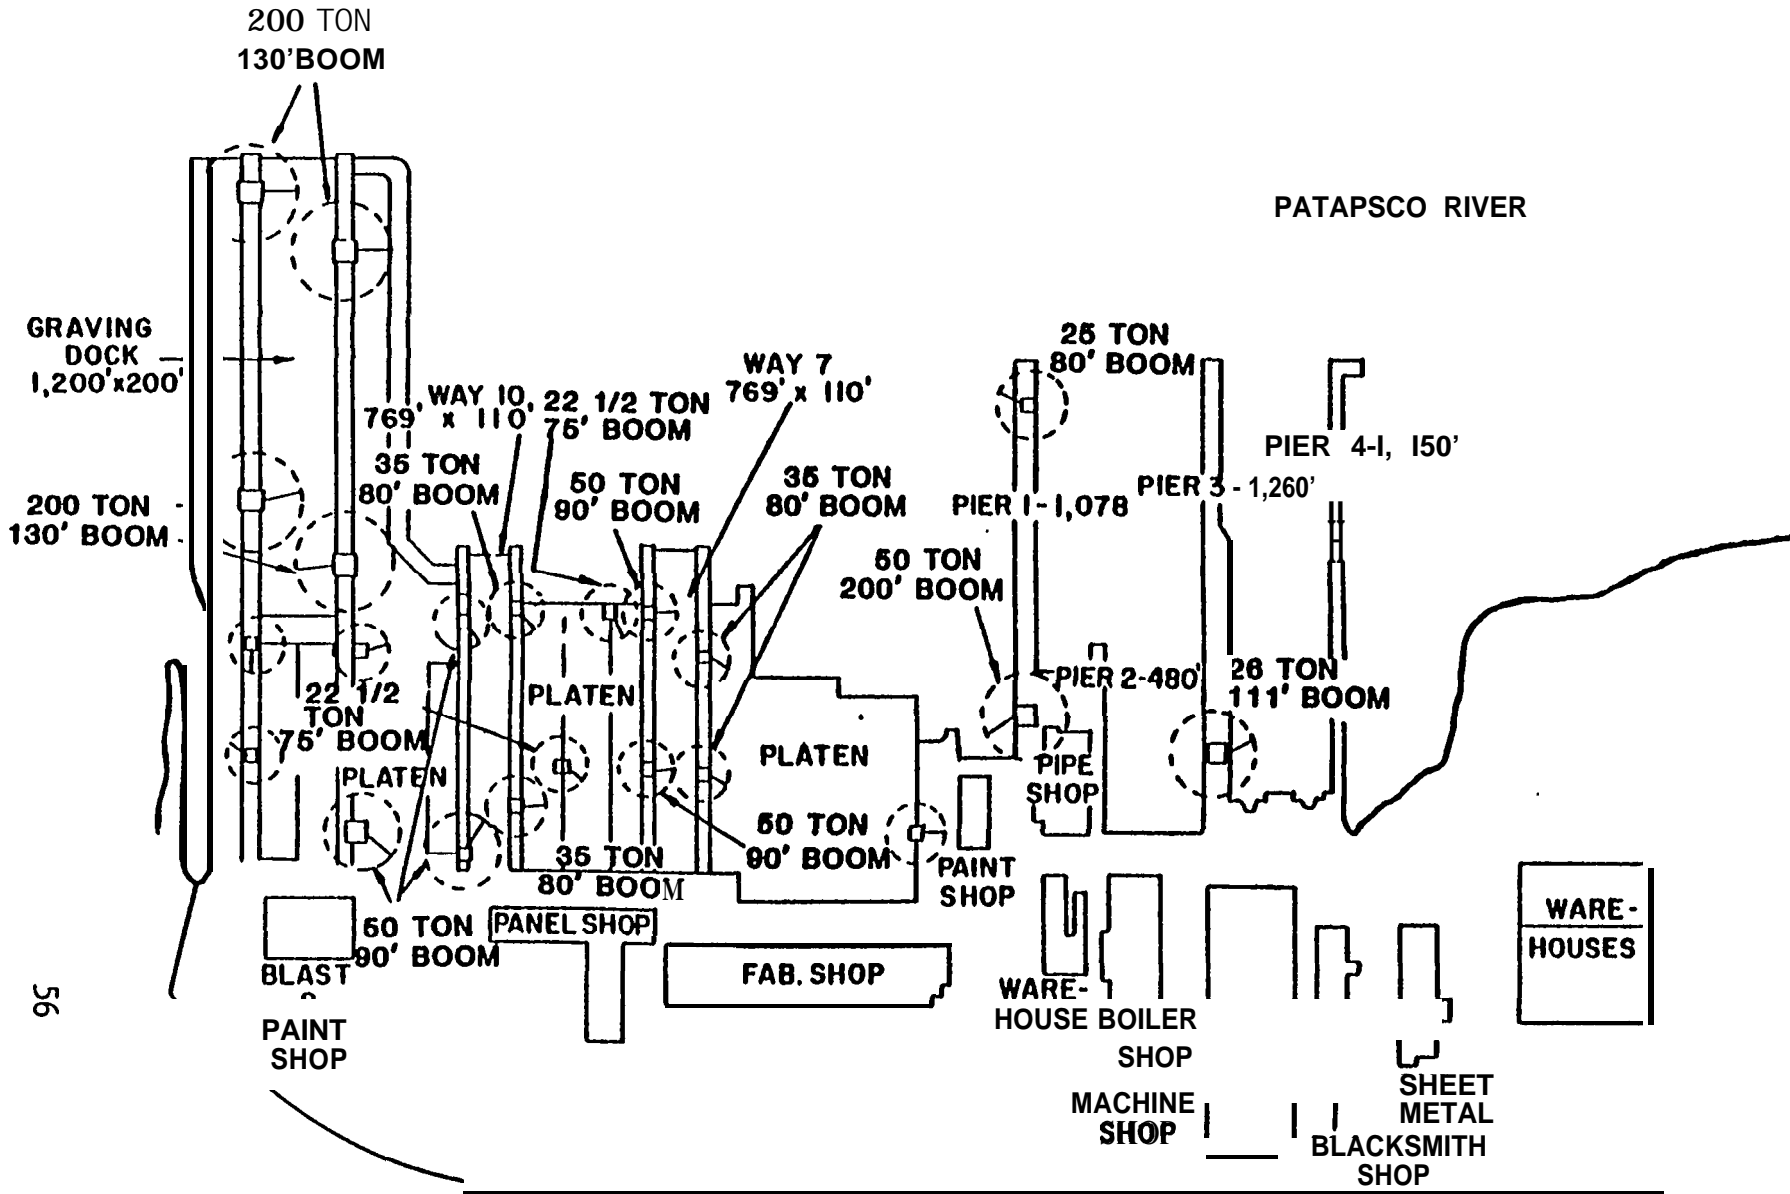 200 TON
130'BOOM
PATAPSCO RIVER
GRAVING
DOCK
1,200'x200'
WAY 10,
769' x 110'
22 1/2 TON
75' BOOM
WAY 7
769' x 110'
25 TON
80' BOOM
PIER 4-I, I50'
35 TON
80' BOOM
50 TON
90' BOOM
35 TON
80' BOOM
PIER 1-1,078
PIER 3 - 1,260'
200 TON
130' BOOM
50 TON
200' BOOM
PIER 2-480'
26 TON
111' BOOM
22 1/2
TON
75' BOOM
PLATEN
PLATEN
PLATEN
PIPE
SHOP
50 TON
90' BOOM
35 TON
80' BOOM
PAINT
SHOP
PANEL SHOP
50 TON
90' BOOM
BLAST
PAINT
SHOP
FAB. SHOP
WARE-
HOUSE
BOILER
SHOP
WARE-
HOUSES
MACHINE
SHOP
SHEET
METAL
BLACKSMITH
SHOP
56